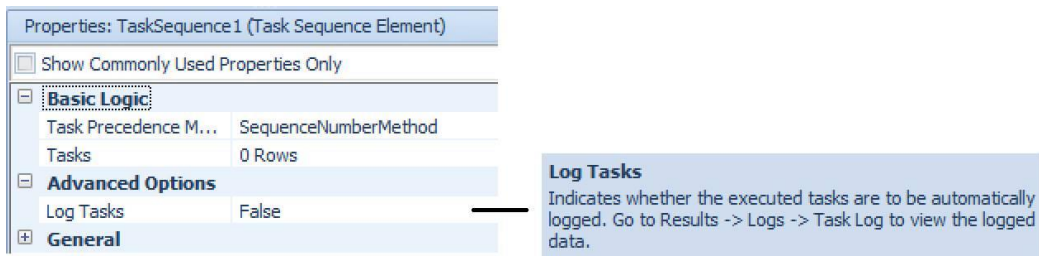 Properties: TaskSequence1 (Task Sequence Element)
Show Commonly Used Properties Only
Basic Logic
Task Precedence M... SequenceNumberMethod
Tasks 0 Rows
Advanced Options
Log Tasks False
General
Log Tasks
Indicates whether the executed tasks are to be automatically
logged. Go to Results -> Logs -> Task Log to view the logged
data.